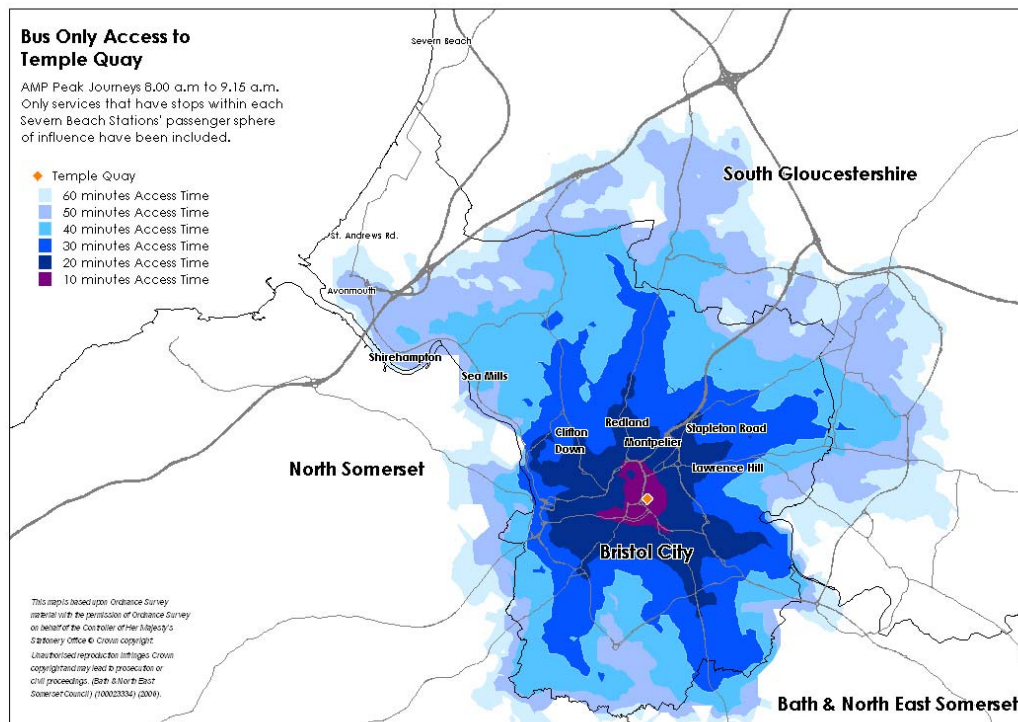 Bus Only Access to
Temple Quay
AMP Peak Journeys 8.00 a.m to 9.15 a.m.
Only services that have stops within each
Severn Beach Stations' passenger sphere
of influence have been included.
Temple Quay
60 minutes Access Time
50 minutes Access Time
40 minutes Access Time
30 minutes Access Time
20 minutes Access Time
10 minutes Access Time
Severn Beach
South Gloucestershire
St. Andrews Rd.
Avonmouth
Shirehampton
Sea Mills
Redland
Clifton
Down
Montpelier
Stapleton Road
Lawrence Hill
North Somerset
Bristol City
This map is based upon Ordnance Survey
material with the permission of Ordnance Survey
on behalf of the Controller of Her Majesty's
Stationery Office © Crown copyright.
Unauthorised reproduction infringes Crown
copyright and may lead to prosecution or
civil proceedings. (Bath & North East
Somerset Council) (100023334) (2006).
Bath & North East Somerset